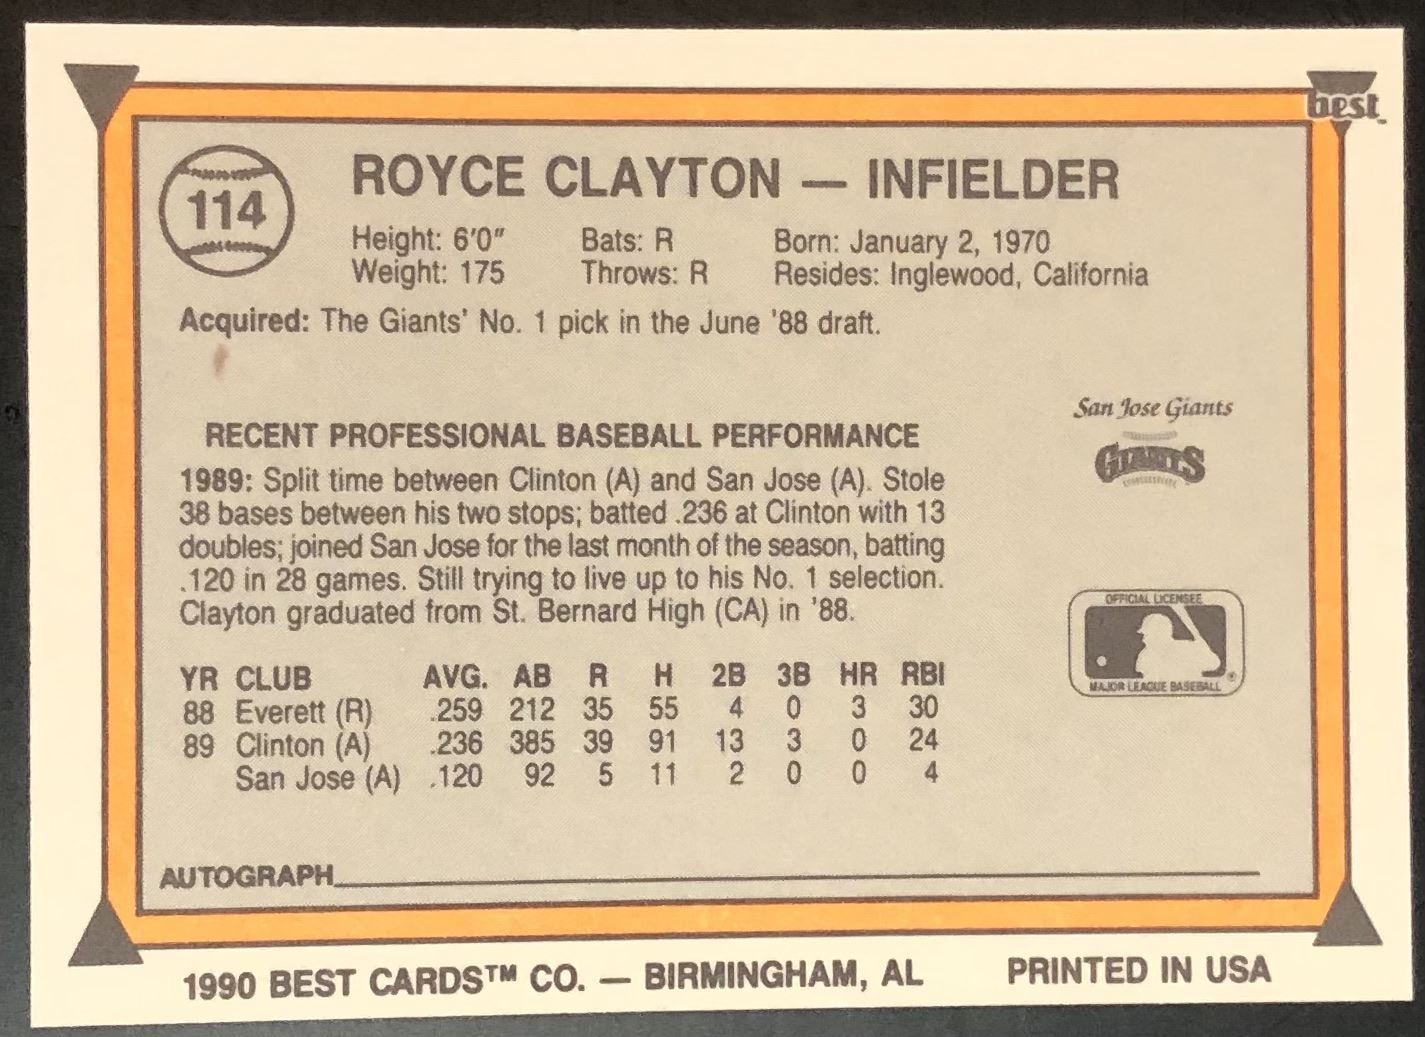 best™
114
ROYCE CLAYTON — INFIELDER
Height: 6'0" Bats: R Born: January 2, 1970
Weight: 175 Throws: R Resides: Inglewood, California
Acquired: The Giants' No. 1 pick in the June '88 draft.
San Jose Giants
GIANTS
RECENT PROFESSIONAL BASEBALL PERFORMANCE
1989: Split time between Clinton (A) and San Jose (A). Stole
38 bases between his two stops; batted .236 at Clinton with 13
doubles; joined San Jose for the last month of the season, batting
.120 in 28 games. Still trying to live up to his No. 1 selection.
Clayton graduated from St. Bernard High (CA) in '88.
OFFICIAL LICENSEE
MAJOR LEAGUE BASEBALL ®
YR CLUB AVG. AB R H 2B 3B HR RBI
88 Everett (R) .259 212 35 55 4 0 3 30
89 Clinton (A) .236 385 39 91 13 3 0 24
San Jose (A) .120 92 5 11 2 0 0 4
AUTOGRAPH
1990 BEST CARDS™ CO. — BIRMINGHAM, AL PRINTED IN USA